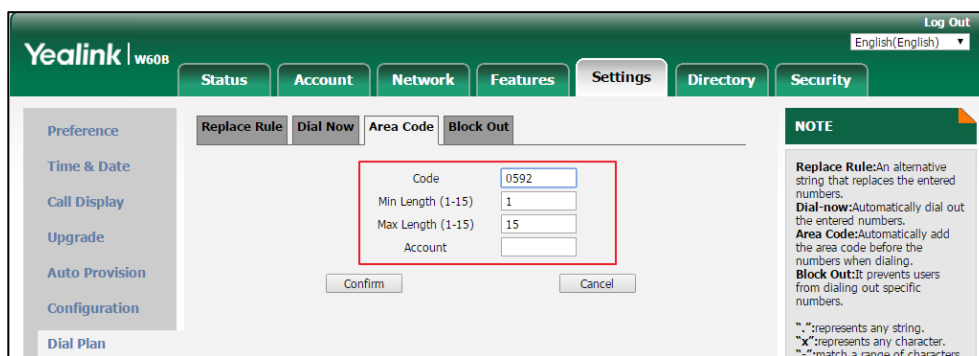 Log Out
English(English)
Yealink | W60B
Status Account Network Features Settings Directory Security
Preference
Time & Date
Call Display
Upgrade
Auto Provision
Configuration
Dial Plan
Replace Rule Dial Now Area Code Block Out
Code 0592
Min Length (1-15) 1
Max Length (1-15) 15
Account
Confirm Cancel
NOTE
Replace Rule:An alternative
string that replaces the entered
numbers.
Dial-now:Automatically dial out
the entered numbers.
Area Code:Automatically add
the area code before the
numbers when dialing.
Block Out:It prevents users
from dialing out specific
numbers.
".":represents any string.
"x":represents any character.
"-":match a range of characters